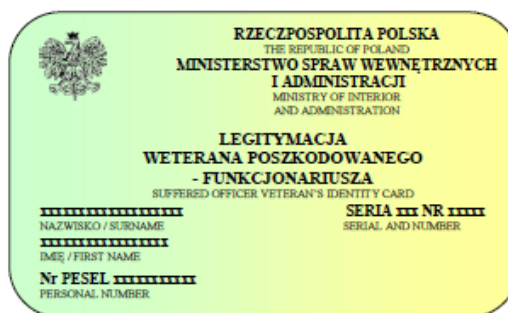 RZECZPOSPOLITA POLSKA
THE REPUBLIC OF POLAND
MINISTERSTWO SPRAW WEWNĘTRZNYCH
I ADMINISTRACJI
MINISTRY OF INTERIOR
AND ADMINISTRATION
LEGITYMACJA
WETERANA POSZKODOWANEGO
- FUNKCJONARIUSZA
SUFFERED OFFICER VETERAN'S IDENTITY CARD
xxxxxxxxxxxxxxxxxx SERIA xxx NR xxxxx
NAZWISKO / SURNAME SERIAL AND NUMBER
xxxxxxxxxxxxxxxx
IMIĘ / FIRST NAME
Nr PESEL xxxxxxxxxxx
PERSONAL NUMBER